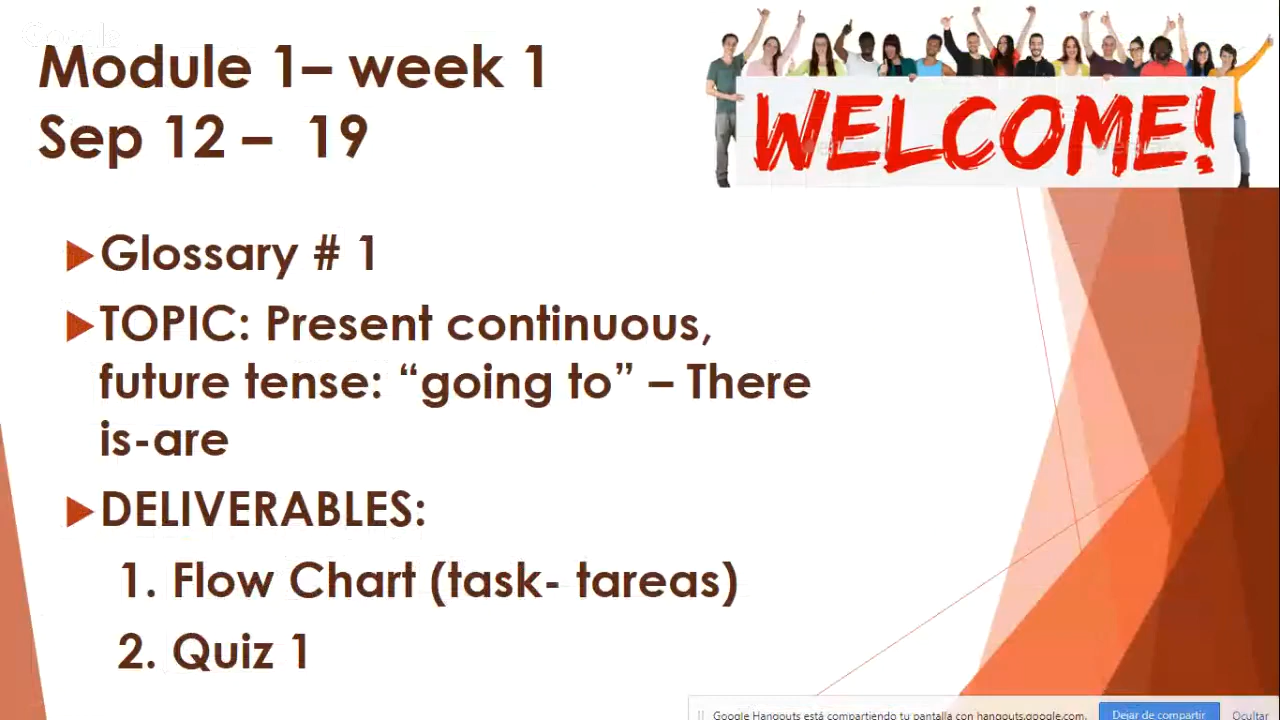 Google
Module 1– week 1
Sep 12 – 19
WELCOME!
Glossary # 1
TOPIC: Present continuous,
future tense: “going to” – There
is-are
DELIVERABLES:
1. Flow Chart (task- tareas)
2. Quiz 1
Google Hangouts está compartiendo tu pantalla con hangouts.google.com.
Dejar de compartir
Ocultar